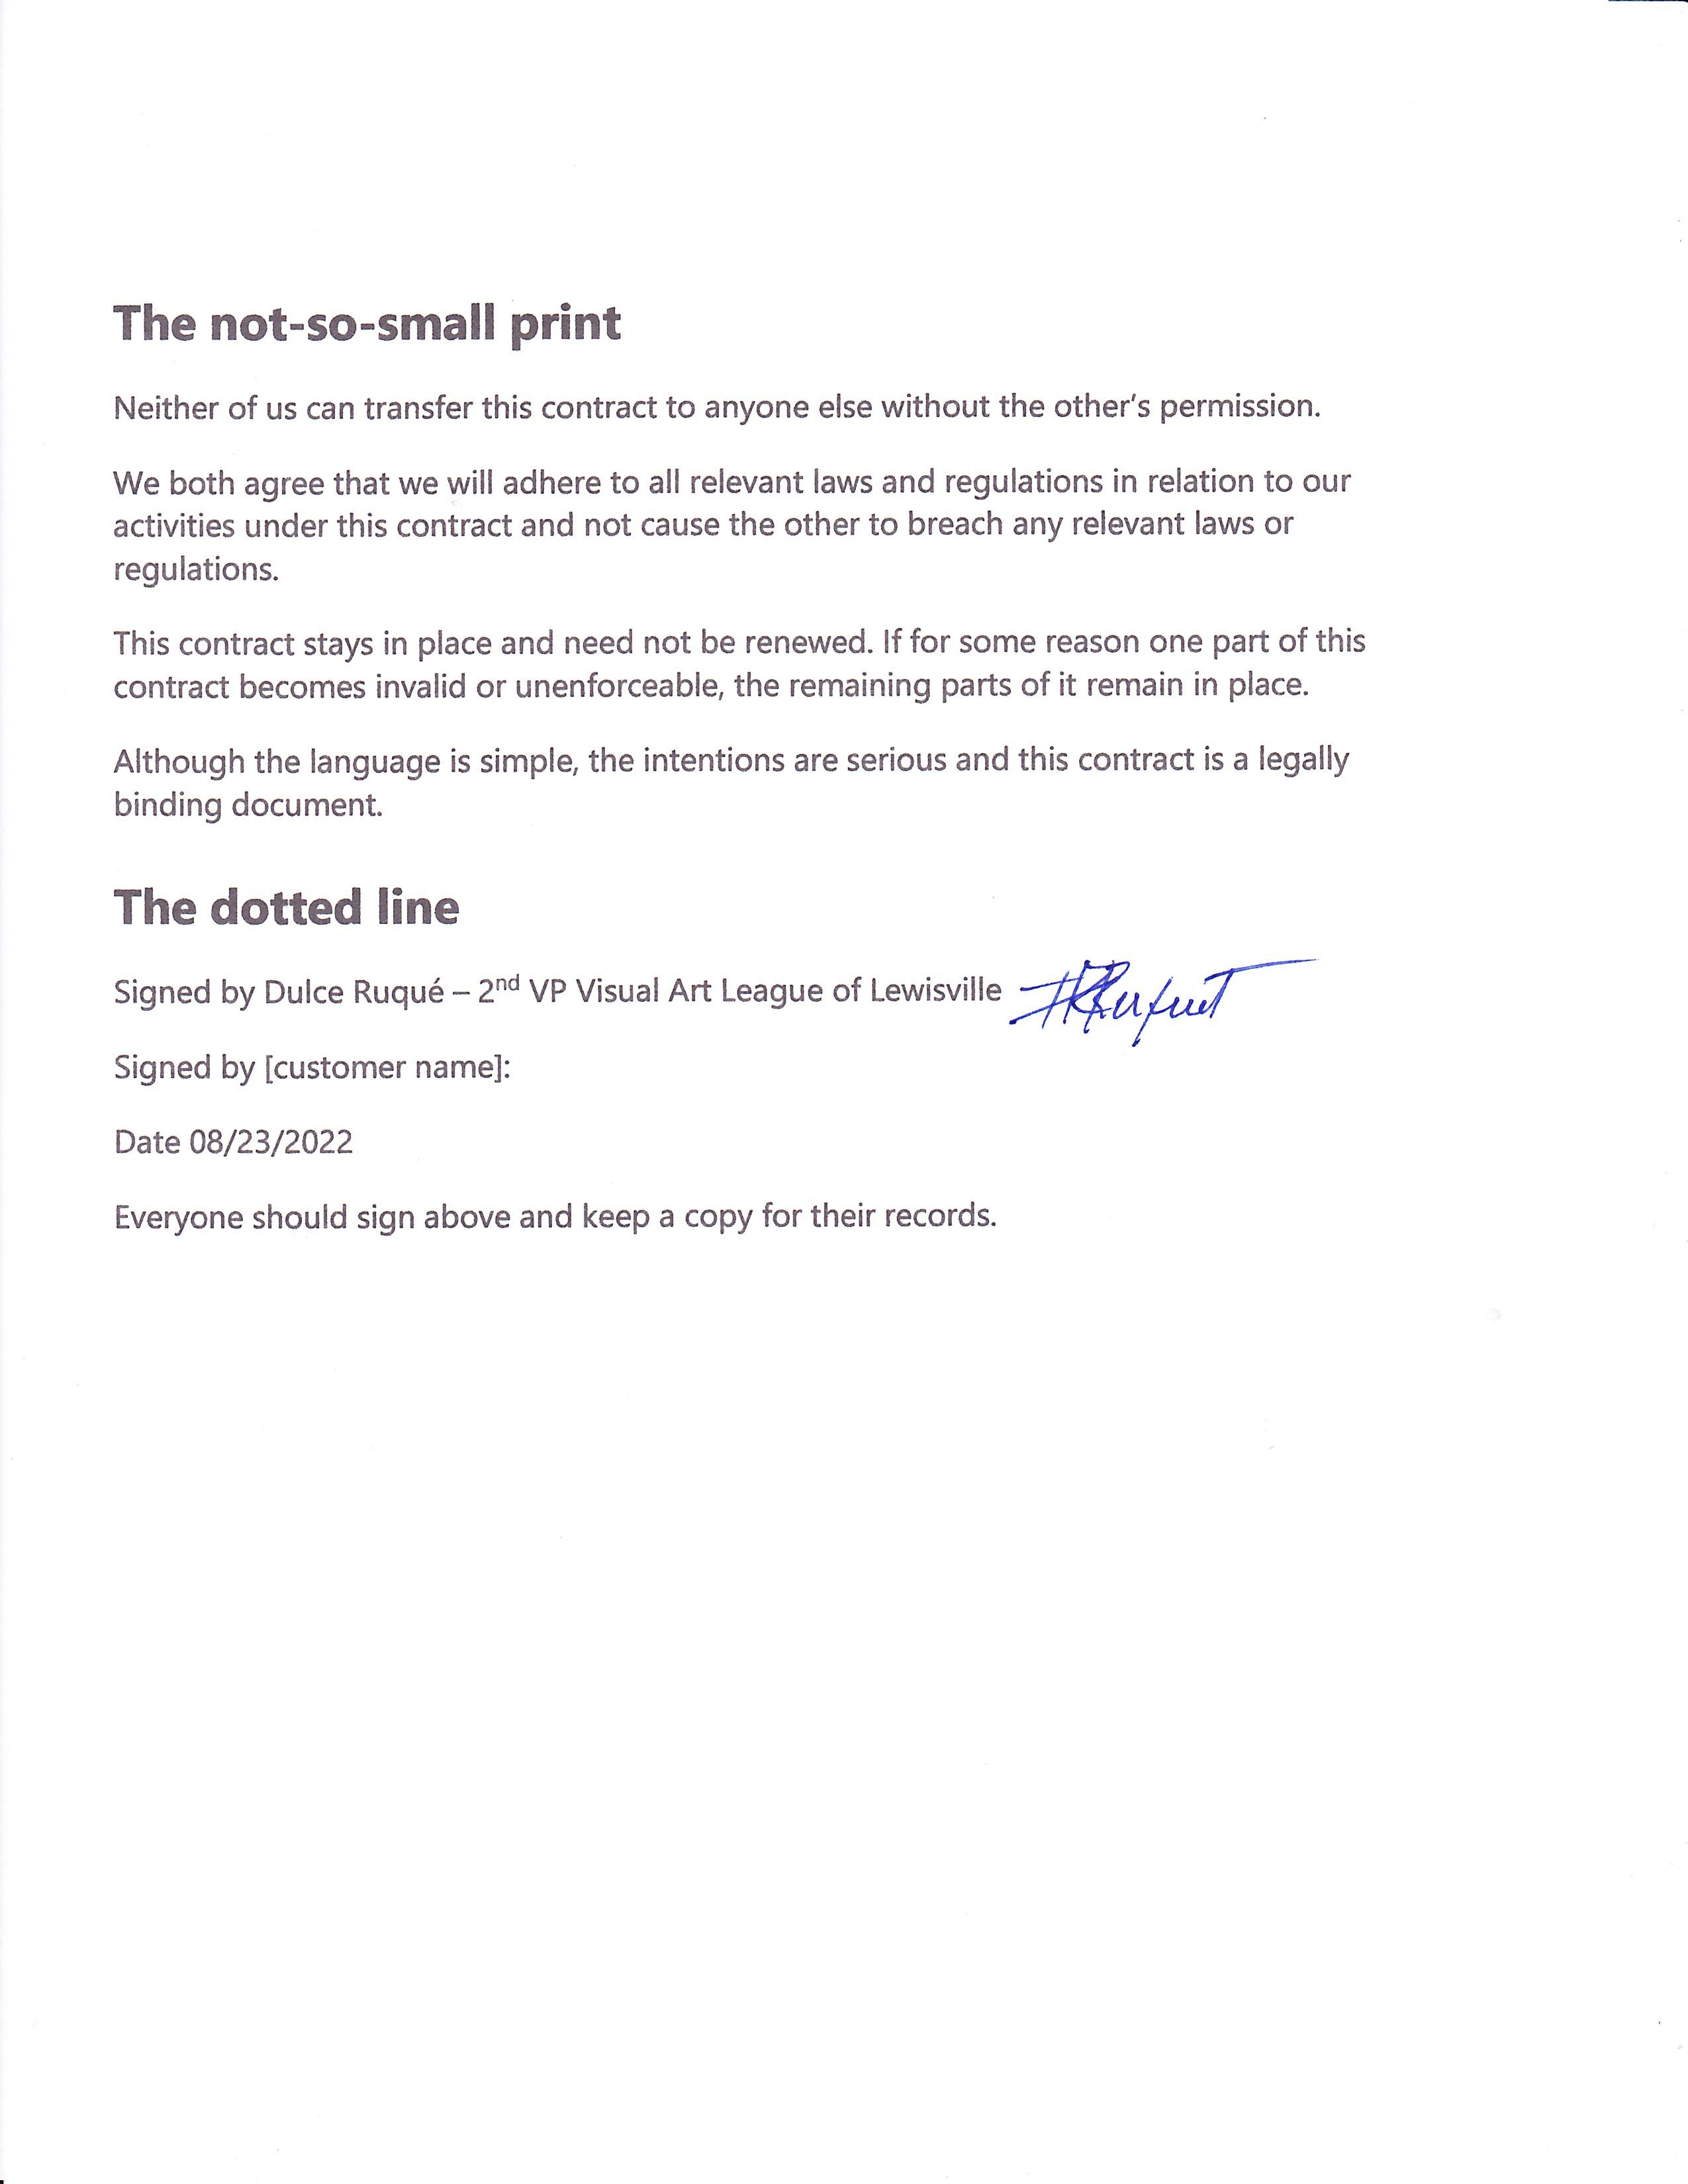 The not-so-small print
Neither of us can transfer this contract to anyone else without the other's permission.
We both agree that we will adhere to all relevant laws and regulations in relation to our
activities under this contract and not cause the other to breach any relevant laws or
regulations.
This contract stays in place and need not be renewed. If for some reason one part of this
contract becomes invalid or unenforceable, the remaining parts of it remain in place.
Although the language is simple, the intentions are serious and this contract is a legally
binding document.
The dotted line
Signed by Dulce Ruqué – 2nd VP Visual Art League of Lewisville
Signed by [customer name]:
Date 08/23/2022
Everyone should sign above and keep a copy for their records.